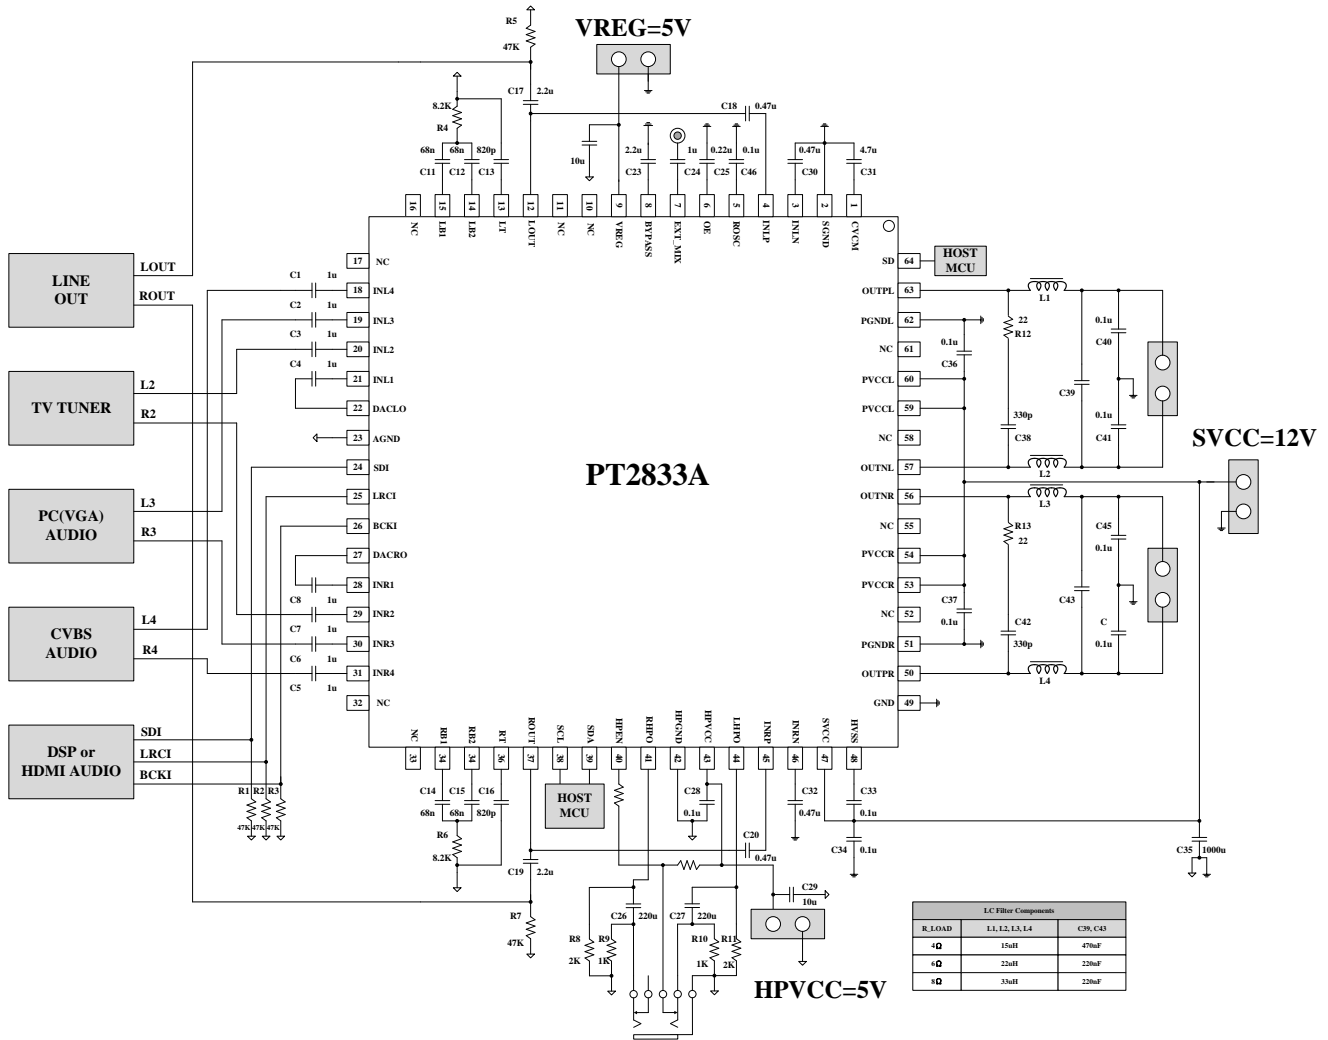 R5
47K
VREG=5V
C17
2.2u
C18
0.47u
8.2K
R4
68n
68n
820p
C11
C12
C13
10u
2.2u
1u
0.22u
0.1u
C23
C24
C25
C46
0.47u
4.7u
C30
C31
16 15 14 13 12 11 10 9 8 7 6 5 4 3 2 1
NC LB1 LB2 LT LOUT NC NC VREG BYPASS EXT_MIX OE ROSC INLP INLN SGND CVCM
LINE
OUT
LOUT
ROUT
TV TUNER
L2
R2
PC(VGA)
AUDIO
L3
R3
CVBS
AUDIO
L4
R4
DSP or
HDMI AUDIO
SDI
LRCI
BCKI
R1 R2 R3
47K 47K 47K
C1 1u
C2 1u
C3 1u
C4 1u
C8 1u
C7 1u
C6 1u
C5 1u
17 NC
18 INL4
19 INL3
20 INL2
21 INL1
22 DACLO
23 AGND
24 SDI
25 LRCI
26 BCKI
27 DACRO
28 INR1
29 INR2
30 INR3
31 INR4
32 NC
PT2833A
SD 64
OUTPL 63
PGNDL 62
NC 61
PVCCL 60
PVCCL 59
NC 58
OUTNL 57
OUTNR 56
NC 55
PVCCR 54
PVCCR 53
NC 52
PGNDR 51
OUTPR 50
GND 49
HOST
MCU
L1
22
R12
0.1u
C36
0.1u
C40
C39
330p
C38
0.1u
C41
L2
SVCC=12V
L3
R13
22
C45
0.1u
C37
0.1u
C43
C42
330p
C
0.1u
L4
NC RB1 RB2 RT ROUT SCL SDA HPEN RHPO HPGND HPVCC LHPO INRP INRN SVCC HVSS
33 34 34 36 37 38 39 40 41 42 43 44 45 46 47 48
C14
68n
C15
68n
C16
820p
R6
8.2K
HOST
MCU
C28
0.1u
C32
0.47u
C33
0.1u
C20
0.47u
C34
0.1u
C35
1000u
C19
2.2u
R7
47K
C26
220u
C27
220u
C29
10u
R8
2K
R9
1K
R10
1K
R11
2K
HPVCC=5V
LC Filter Components
R_LOAD L1, L2, L3, L4 C39, C43
4Ω 15uH 470nF
6Ω 22uH 220nF
8Ω 33uH 220nF